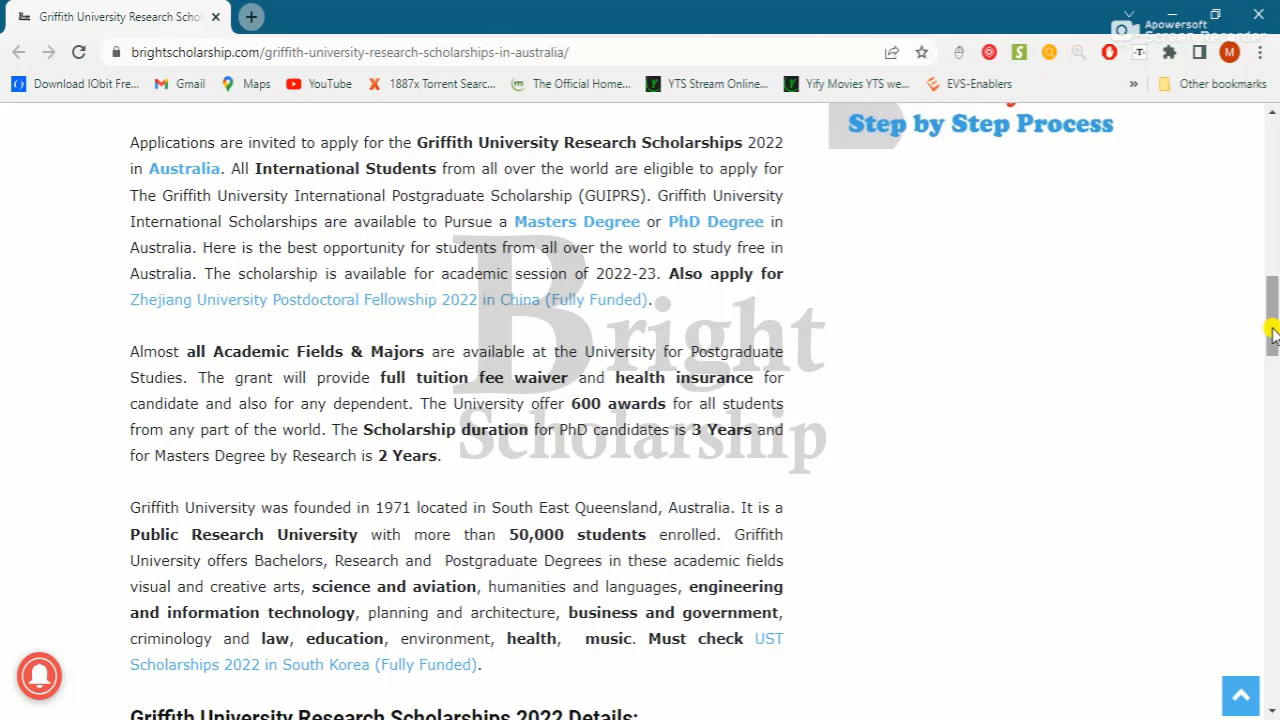 Griffith University Research Schol
Apowersoft
Screen Recorder
brightscholarship.com/griffith-university-research-scholarships-in-australia/
S
-T-
M
Download IObit Fre...
Gmail
Maps
YouTube
1887x Torrent Searc...
The Official Home...
YTS Stream Online...
Yify Movies YTS we...
EVS-Enablers
»
Other bookmarks
Step by Step Process
Applications are invited to apply for the Griffith University Research Scholarships 2022
in Australia. All International Students from all over the world are eligible to apply for
The Griffith University International Postgraduate Scholarship (GUIPRS). Griffith University
International Scholarships are available to Pursue a Masters Degree or PhD Degree in
Australia. Here is the best opportunity for students from all over the world to study free in
Australia. The scholarship is available for academic session of 2022-23. Also apply for
Zhejiang University Postdoctoral Fellowship 2022 in China (Fully Funded).
Bright
Scholarship
Almost all Academic Fields & Majors are available at the University for Postgraduate
Studies. The grant will provide full tuition fee waiver and health insurance for
candidate and also for any dependent. The University offer 600 awards for all students
from any part of the world. The Scholarship duration for PhD candidates is 3 Years and
for Masters Degree by Research is 2 Years.
Griffith University was founded in 1971 located in South East Queensland, Australia. It is a
Public Research University with more than 50,000 students enrolled. Griffith
University offers Bachelors, Research and Postgraduate Degrees in these academic fields
visual and creative arts, science and aviation, humanities and languages, engineering
and information technology, planning and architecture, business and government,
criminology and law, education, environment, health, music. Must check UST
Scholarships 2022 in South Korea (Fully Funded).
Griffith University Research Scholarships 2022 Details: